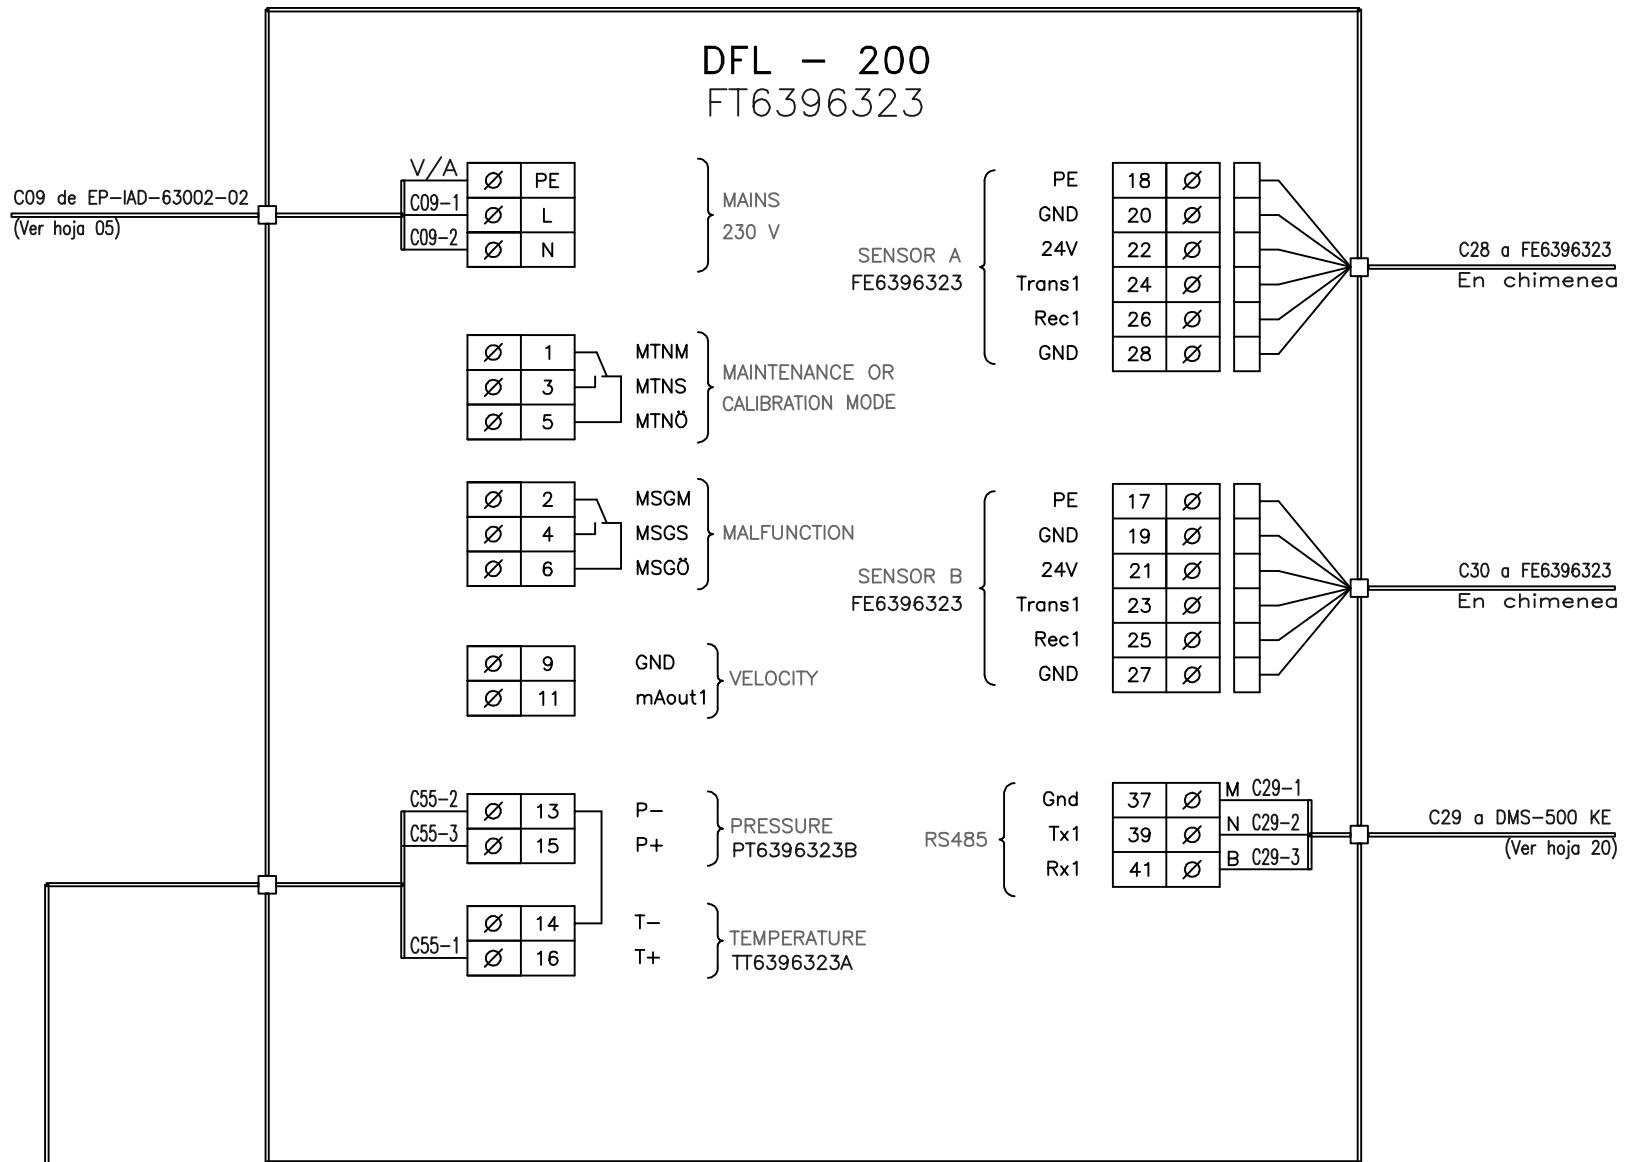 DFL - 200
FT6396323
C09 de EP-IAD-63002-02
(Ver hoja 05)
V/A Ø PE
C09-1 Ø L
C09-2 Ø N
MAINS
230 V
Ø 1 MTNM
Ø 3 MTNS
Ø 5 MTNÖ
MAINTENANCE OR
CALIBRATION MODE
Ø 2 MSGM
Ø 4 MSGS
Ø 6 MSGÖ
MALFUNCTION
Ø 9 GND
Ø 11 mAout1
VELOCITY
C55-2 Ø 13 P-
C55-3 Ø 15 P+
PRESSURE
PT6396323B
Ø 14 T-
C55-1 Ø 16 T+
TEMPERATURE
TT6396323A
SENSOR A
FE6396323
PE 18 Ø
GND 20 Ø
24V 22 Ø
Trans1 24 Ø
Rec1 26 Ø
GND 28 Ø
C28 a FE6396323
En chimenea
SENSOR B
FE6396323
PE 17 Ø
GND 19 Ø
24V 21 Ø
Trans1 23 Ø
Rec1 25 Ø
GND 27 Ø
C30 a FE6396323
En chimenea
RS485
Gnd 37 Ø M C29-1
Tx1 39 Ø N C29-2
Rx1 41 Ø B C29-3
C29 a DMS-500 KE
(Ver hoja 20)